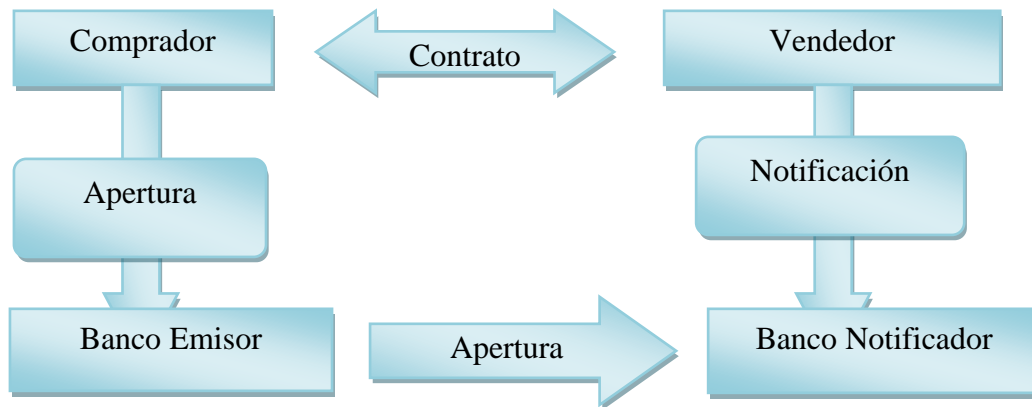 Comprador
Contrato
Vendedor
Apertura
Notificación
Banco Emisor
Apertura
Banco Notificador